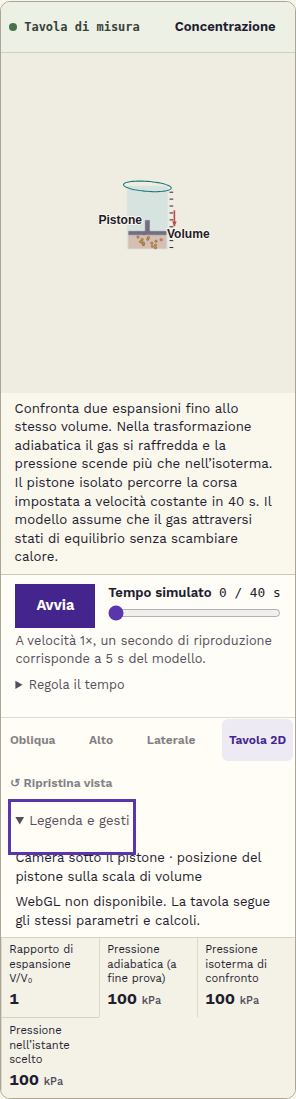 Tavola di misura
Concentrazione
Pistone
Volume
Confronta due espansioni fino allo
stesso volume. Nella trasformazione
adiabatica il gas si raffredda e la
pressione scende più che nell’isoterma.
Il pistone isolato percorre la corsa
impostata a velocità costante in 40 s. Il
modello assume che il gas attraversi
stati di equilibrio senza scambiare
calore.
Avvia
Tempo simulato 0 / 40 s
A velocità 1×, un secondo di riproduzione
corrisponde a 5 s del modello.
▶ Regola il tempo
Obliqua
Alto
Laterale
Tavola 2D
↺ Ripristina vista
▼ Legenda e gesti
Camera sotto il pistone · posizione del
pistone sulla scala di volume
WebGL non disponibile. La tavola segue
gli stessi parametri e calcoli.
Rapporto di
espansione
V/V₀
1
Pressione
adiabatica (a
fine prova)
100 kPa
Pressione
isoterma di
confronto
100 kPa
Pressione
nell’istante
scelto
100 kPa